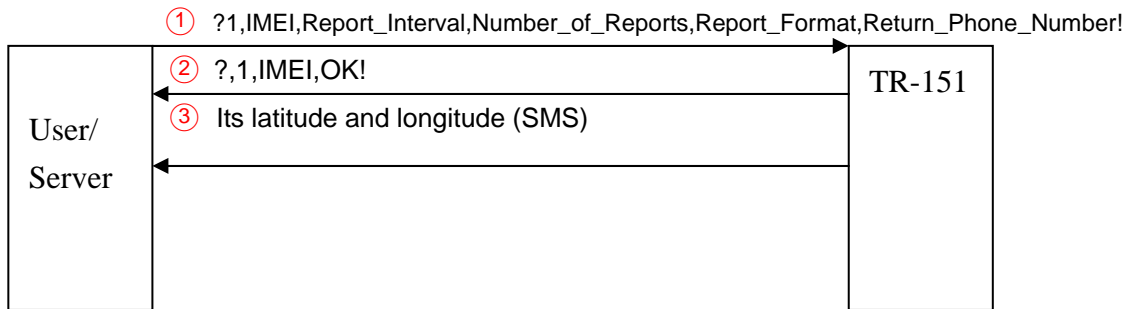 ① ?1,IMEI,Report_Interval,Number_of_Reports,Report_Format,Return_Phone_Number!
② ?,1,IMEI,OK!
TR-151
③ Its latitude and longitude (SMS)
User/
Server